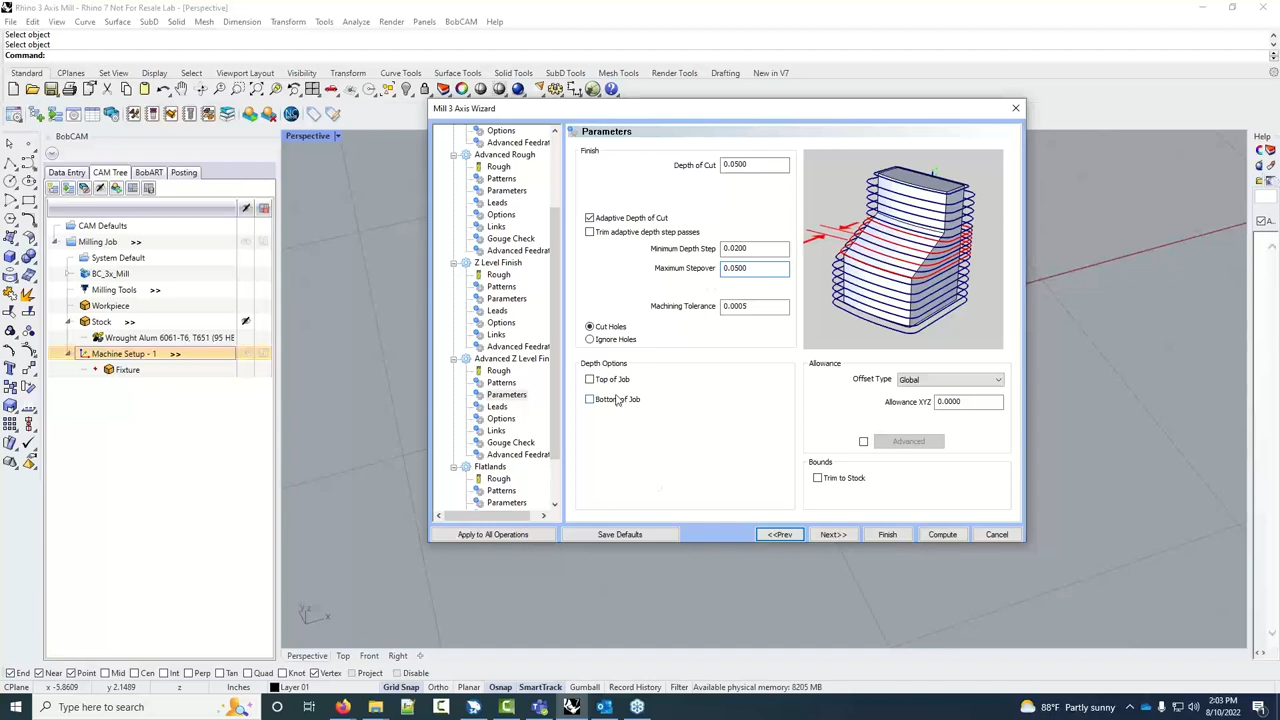 Rhino 3 Axis Mill - Rhino 7 Not For Resale Lab - [Perspective]
File Edit View Curve Surface SubD Solid Mesh Dimension Transform Tools Analyze Render Panels BobCAM Help
Select object
Select object
Command:
Standard CPlanes Set View Display Select Viewport Layout Visibility Transform Curve Tools Surface Tools Solid Tools SubD Tools Mesh Tools Render Tools Drafting New in V7
BobCAM
Data Entry CAM Tree BobART Posting
CAM Defaults
Milling Job >>
System Default
BC_3x_Mill
Milling Tools >>
Workpiece
Stock >>
Wrought Alum 6061-T6, T651 (95 HE
Machine Setup - 1 >>
Fixture
Perspective
Mill 3 Axis Wizard
Options
Advanced Feedrat
Advanced Rough
Rough
Patterns
Parameters
Leads
Options
Links
Gouge Check
Advanced Feedrat
Z Level Finish
Rough
Patterns
Parameters
Leads
Options
Links
Advanced Feedrat
Advanced Z Level Fin
Rough
Patterns
Parameters
Leads
Options
Links
Gouge Check
Advanced Feedrat
Flatlands
Rough
Patterns
Parameters
Parameters
Finish
Depth of Cut 0.0500
Adaptive Depth of Cut
Trim adaptive depth step passes
Minimum Depth Step 0.0200
Maximum Stepover 0.0500
Machining Tolerance 0.0005
Cut Holes
Ignore Holes
Depth Options
Top of Job
Bottom of Job
Allowance
Offset Type Global
Allowance XYZ 0.0000
Advanced
Bounds
Trim to Stock
Apply to All Operations Save Defaults <<Prev Next>> Finish Compute Cancel
Help
A...
z
x
Perspective Top Front Right
End Near Point Mid Cen Int Perp Tan Quad Knot Vertex Project Disable
CPlane x -5.8609 y 2.1489 z Inches Layer 01 Grid Snap Ortho Planar Osnap SmartTrack Gumball Record History Filter Available physical memory: 8205 MB
Type here to search
88°F Partly sunny
2:03 PM
8/10/2022